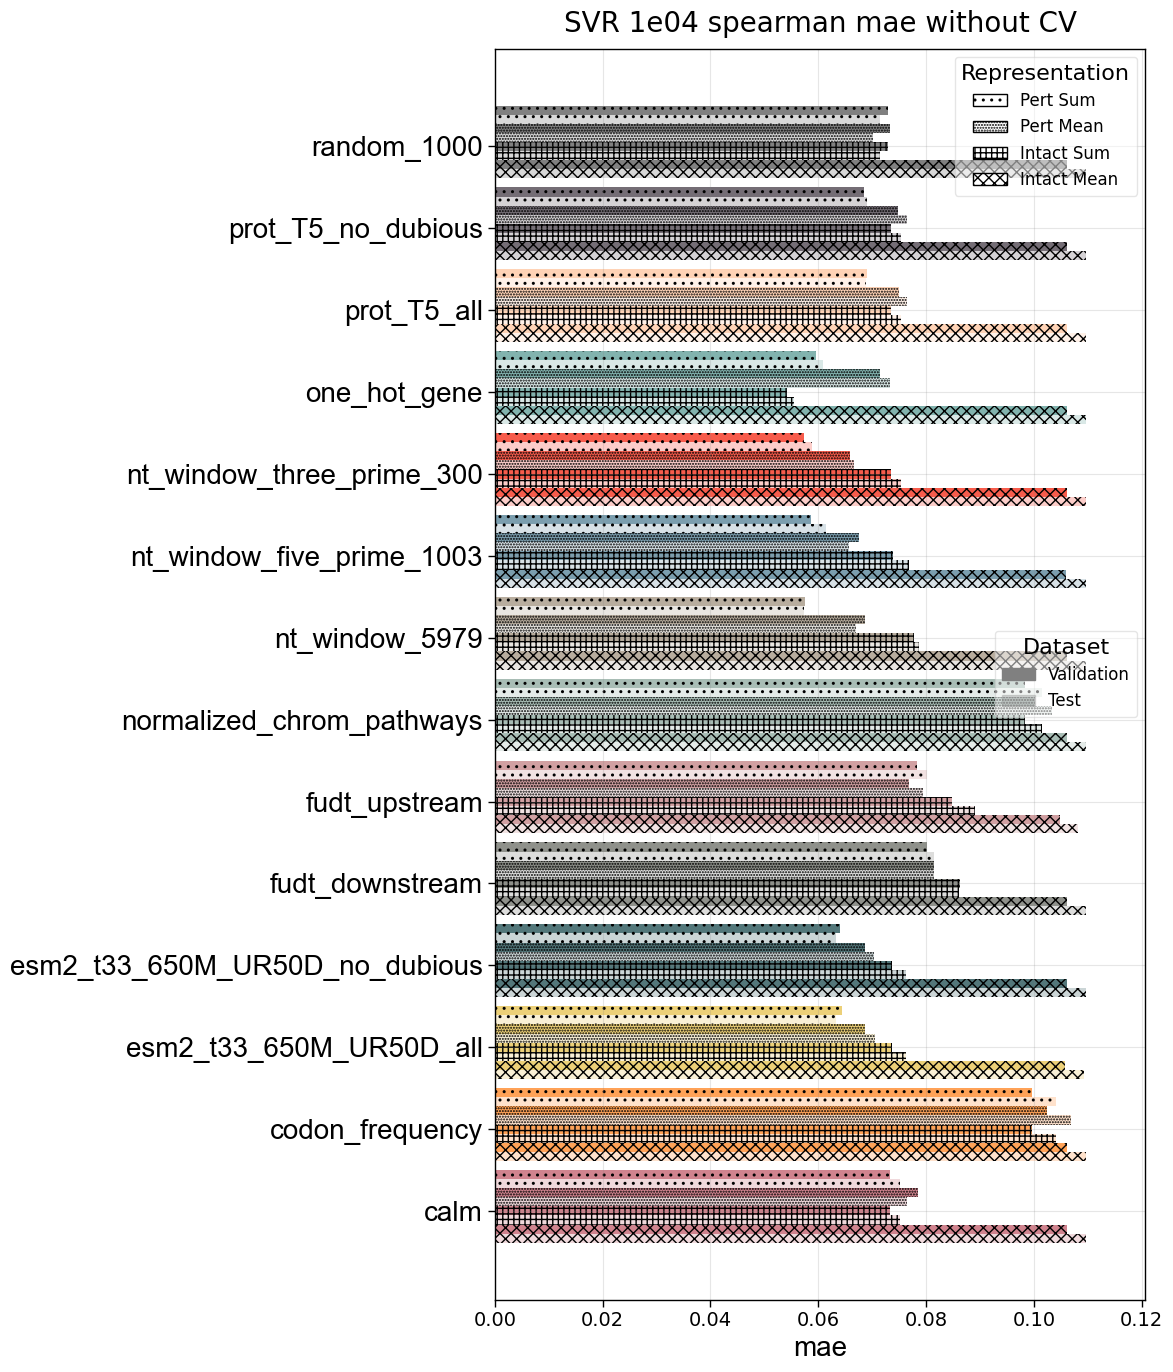 SVR 1e04 spearman mae without CV
Representation
Pert Sum
Pert Mean
Intact Sum
Intact Mean
random_1000
prot_T5_no_dubious
prot_T5_all
one_hot_gene
nt_window_three_prime_300
nt_window_five_prime_1003
nt_window_5979
Dataset
Validation
Test
normalized_chrom_pathways
fudt_upstream
fudt_downstream
esm2_t33_650M_UR50D_no_dubious
esm2_t33_650M_UR50D_all
codon_frequency
calm
0.00 0.02 0.04 0.06 0.08 0.10 0.12
mae